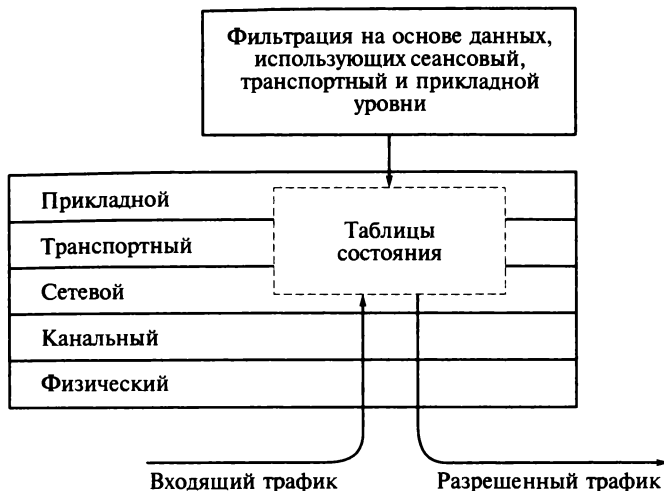 Фильтрация на основе данных,
использующих сеансовый,
транспортный и прикладной
уровни
Прикладной
Транспортный
Сетевой
Канальный
Физический
Таблицы
состояния
Входящий трафик
Разрешенный трафик